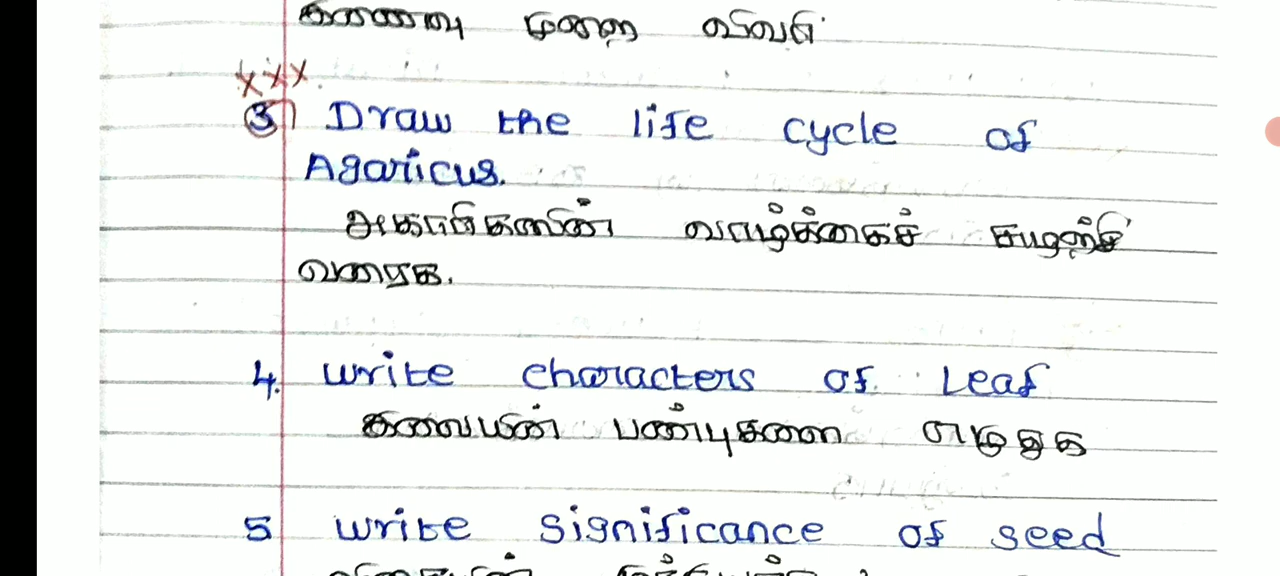 xxx
3) Draw the life cycle of
Agaricus.
அகாரிகஸின் வாழ்க்கைச் சுழற்சி
வரைக.
4. write characters of Leaf
பண்புகளை எழுதுக
5 write significance of seed